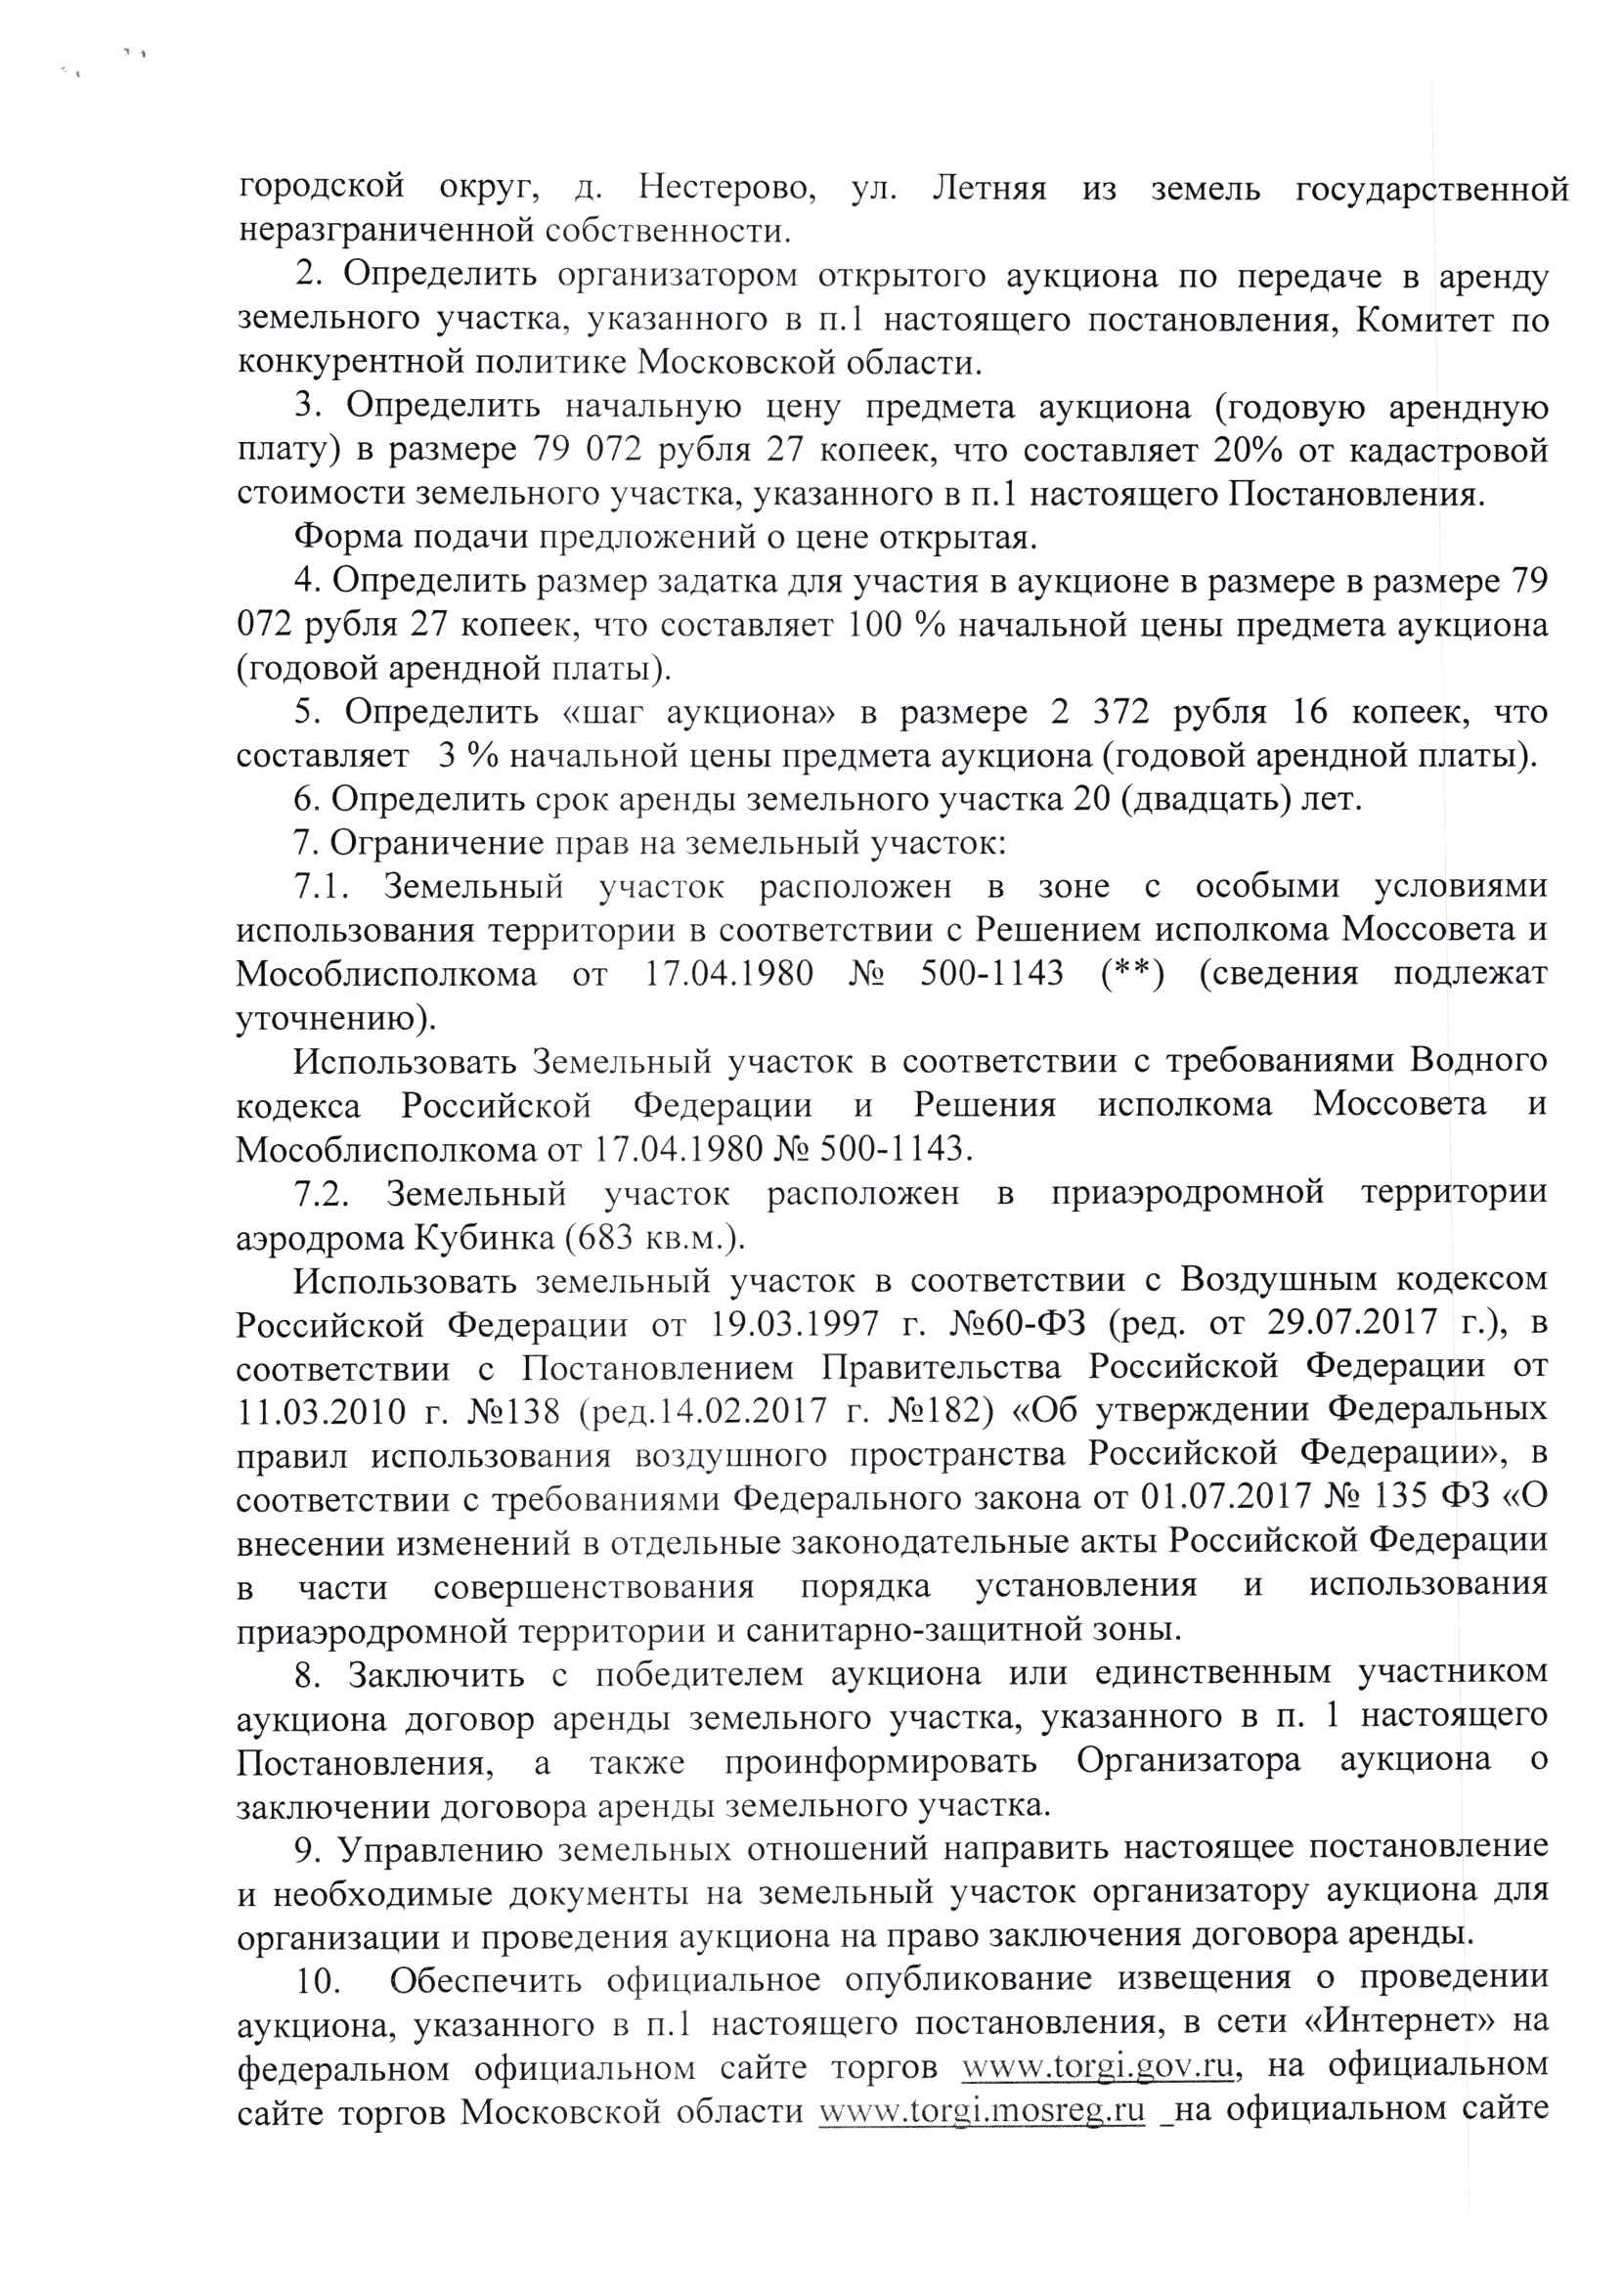 городской округ, д. Нестерово, ул. Летняя из земель государственной
неразграниченной собственности.
2. Определить организатором открытого аукциона по передаче в аренду
земельного участка, указанного в п.1 настоящего постановления, Комитет по
конкурентной политике Московской области.
3. Определить начальную цену предмета аукциона (годовую арендную
плату) в размере 79 072 рубля 27 копеек, что составляет 20% от кадастровой
стоимости земельного участка, указанного в п.1 настоящего Постановления.
Форма подачи предложений о цене открытая.
4. Определить размер задатка для участия в аукционе в размере в размере 79
072 рубля 27 копеек, что составляет 100 % начальной цены предмета аукциона
(годовой арендной платы).
5. Определить «шаг аукциона» в размере 2 372 рубля 16 копеек, что
составляет 3 % начальной цены предмета аукциона (годовой арендной платы).
6. Определить срок аренды земельного участка 20 (двадцать) лет.
7. Ограничение прав на земельный участок:
7.1. Земельный участок расположен в зоне с особыми условиями
использования территории в соответствии с Решением исполкома Моссовета и
Мособлисполкома от 17.04.1980 № 500-1143 (**) (сведения подлежат
уточнению).
Использовать Земельный участок в соответствии с требованиями Водного
кодекса Российской Федерации и Решения исполкома Моссовета и
Мособлисполкома от 17.04.1980 № 500-1143.
7.2. Земельный участок расположен в приаэродромной территории
аэродрома Кубинка (683 кв.м.).
Использовать земельный участок в соответствии с Воздушным кодексом
Российской Федерации от 19.03.1997 г. №60-ФЗ (ред. от 29.07.2017 г.), в
соответствии с Постановлением Правительства Российской Федерации от
11.03.2010 г. №138 (ред.14.02.2017 г. №182) «Об утверждении Федеральных
правил использования воздушного пространства Российской Федерации», в
соответствии с требованиями Федерального закона от 01.07.2017 № 135 ФЗ «О
внесении изменений в отдельные законодательные акты Российской Федерации
в части совершенствования порядка установления и использования
приаэродромной территории и санитарно-защитной зоны.
8. Заключить с победителем аукциона или единственным участником
аукциона договор аренды земельного участка, указанного в п. 1 настоящего
Постановления, а также проинформировать Организатора аукциона о
заключении договора аренды земельного участка.
9. Управлению земельных отношений направить настоящее постановление
и необходимые документы на земельный участок организатору аукциона для
организации и проведения аукциона на право заключения договора аренды.
10. Обеспечить официальное опубликование извещения о проведении
аукциона, указанного в п.1 настоящего постановления, в сети «Интернет» на
федеральном официальном сайте торгов www.torgi.gov.ru, на официальном
сайте торгов Московской области www.torgi.mosreg.ru _на официальном сайте